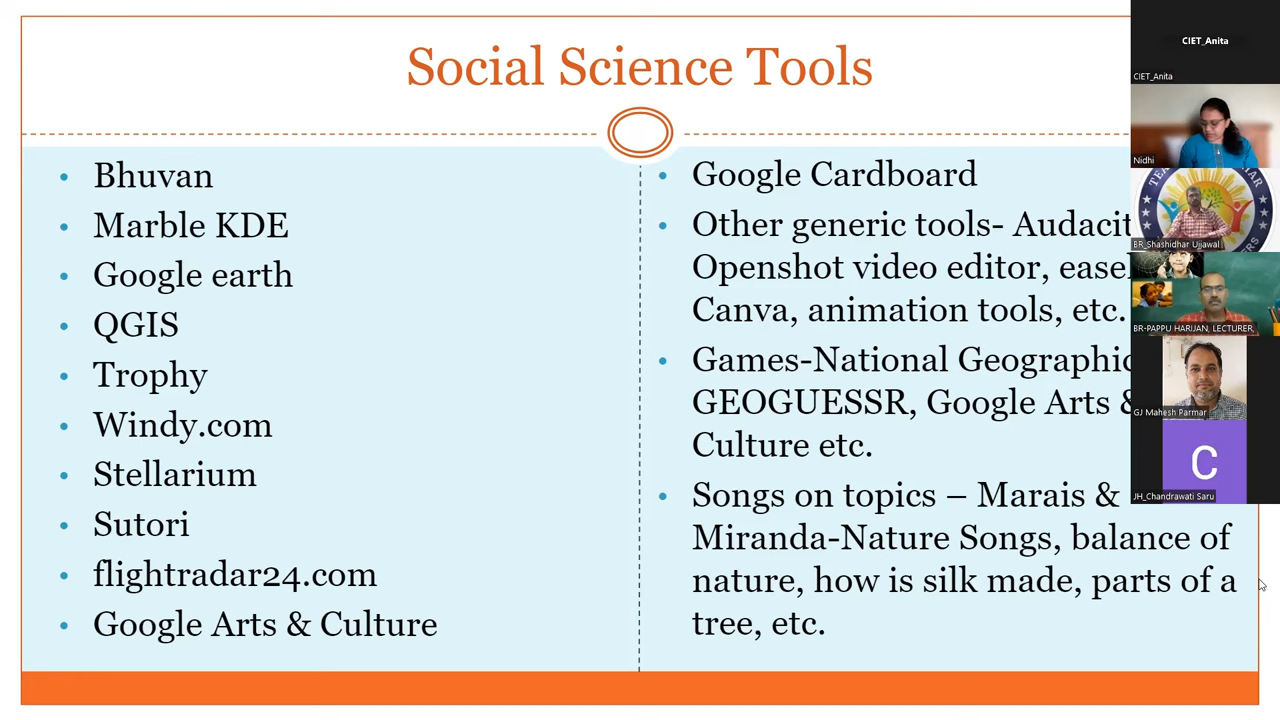 Social Science Tools
• Bhuvan
• Marble KDE
• Google earth
• QGIS
• Trophy
• Windy.com
• Stellarium
• Sutori
• flightradar24.com
• Google Arts & Culture
• Google Cardboard
• Other generic tools- Audacit
Openshot video editor, easel
Canva, animation tools, etc.
• Games-National Geographic
GEOGUESSR, Google Arts &
Culture etc.
• Songs on topics – Marais &
Miranda-Nature Songs, balance of
nature, how is silk made, parts of a
tree, etc.
CIET_Anita
CIET_Anita
Nidhi
BR_Shashidhar Ujjawal
BR-PAPPU HARIJAN, LECTURER,
GJ Mahesh Parmar
C
JH_Chandrawati Saru